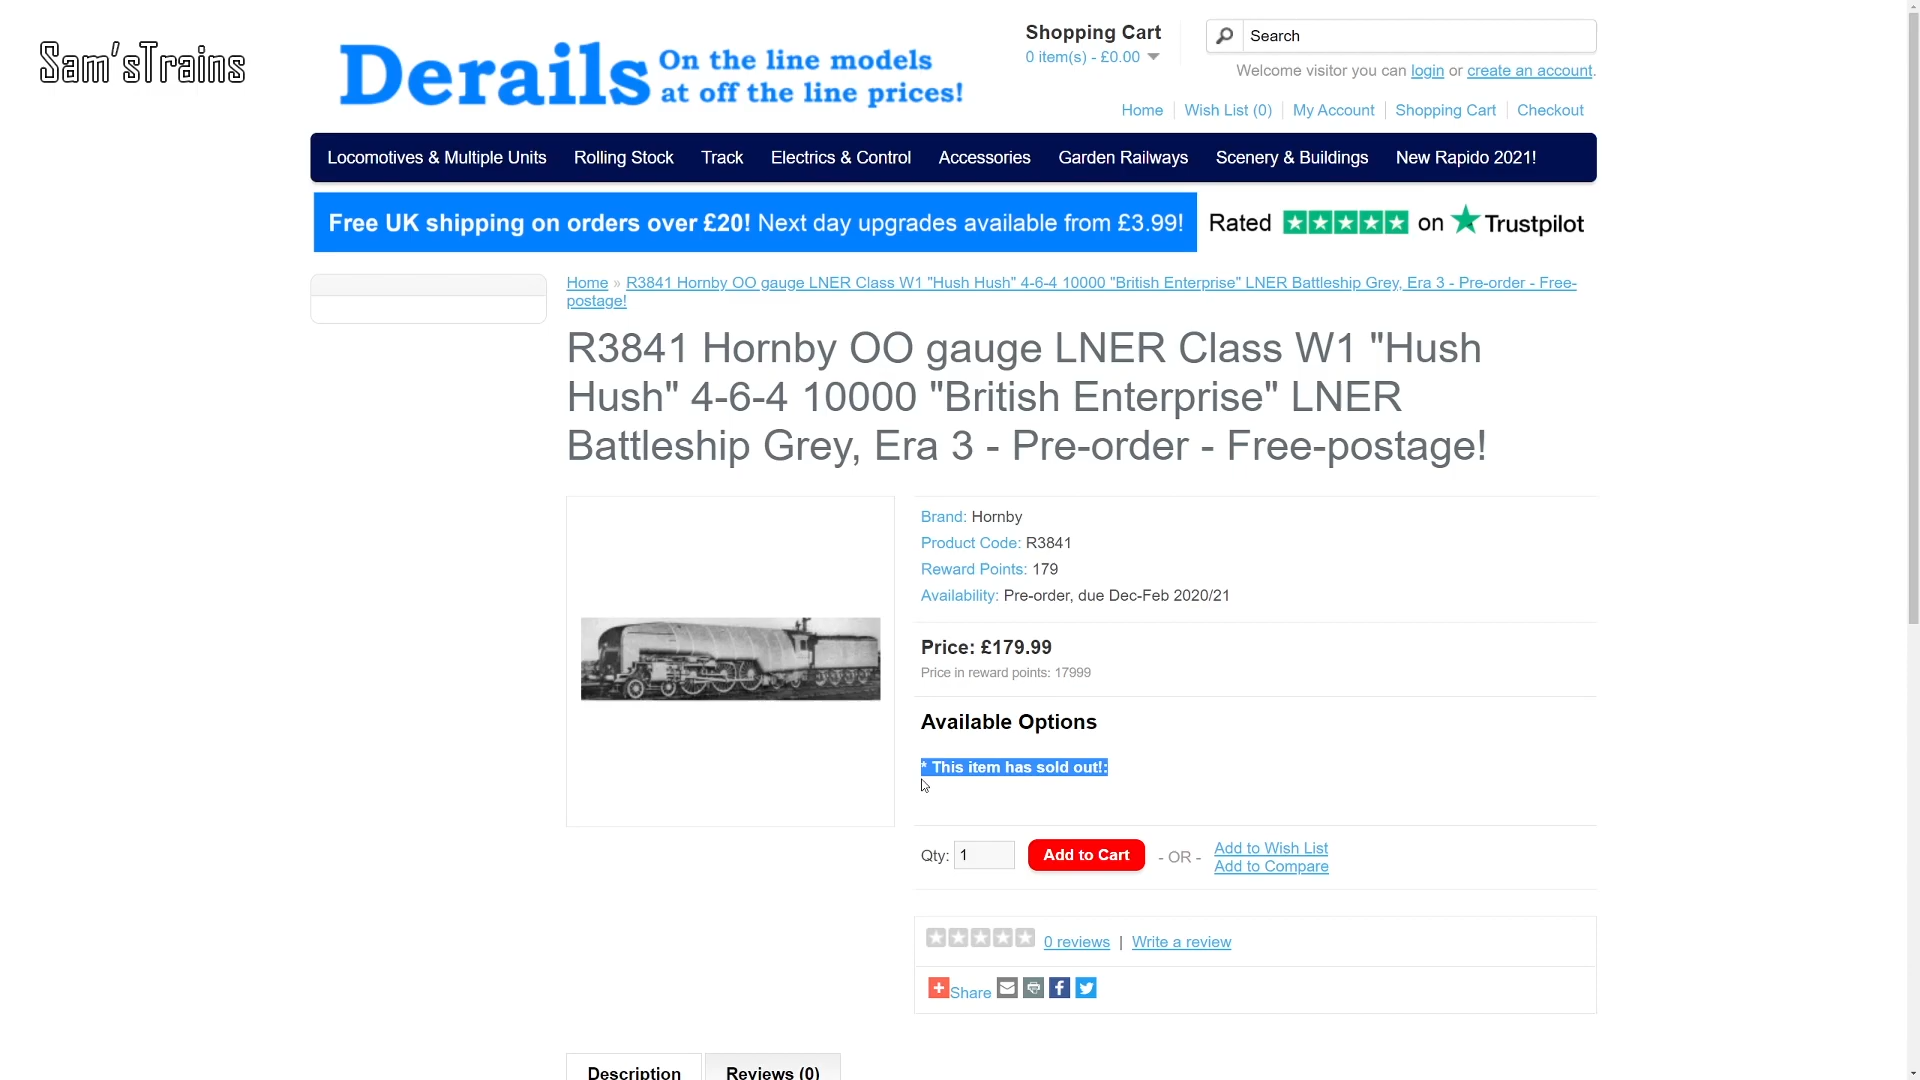 Sam'sTrains
Derails On the line models
at off the line prices!
Shopping Cart
0 item(s) - £0.00
Search
Welcome visitor you can login or create an account.
Home Wish List (0) My Account Shopping Cart Checkout
Locomotives & Multiple Units Rolling Stock Track Electrics & Control Accessories Garden Railways Scenery & Buildings New Rapido 2021!
Free UK shipping on orders over £20! Next day upgrades available from £3.99! Rated on Trustpilot
Home » R3841 Hornby OO gauge LNER Class W1 "Hush Hush" 4-6-4 10000 "British Enterprise" LNER Battleship Grey, Era 3 - Pre-order - Free-
postage!
R3841 Hornby OO gauge LNER Class W1 "Hush
Hush" 4-6-4 10000 "British Enterprise" LNER
Battleship Grey, Era 3 - Pre-order - Free-postage!
Brand: Hornby
Product Code: R3841
Reward Points: 179
Availability: Pre-order, due Dec-Feb 2020/21
Price: £179.99
Price in reward points: 17999
Available Options
* This item has sold out!:
Qty: 1 Add to Cart - OR - Add to Wish List
Add to Compare
0 reviews | Write a review
Share
Description Reviews (0)